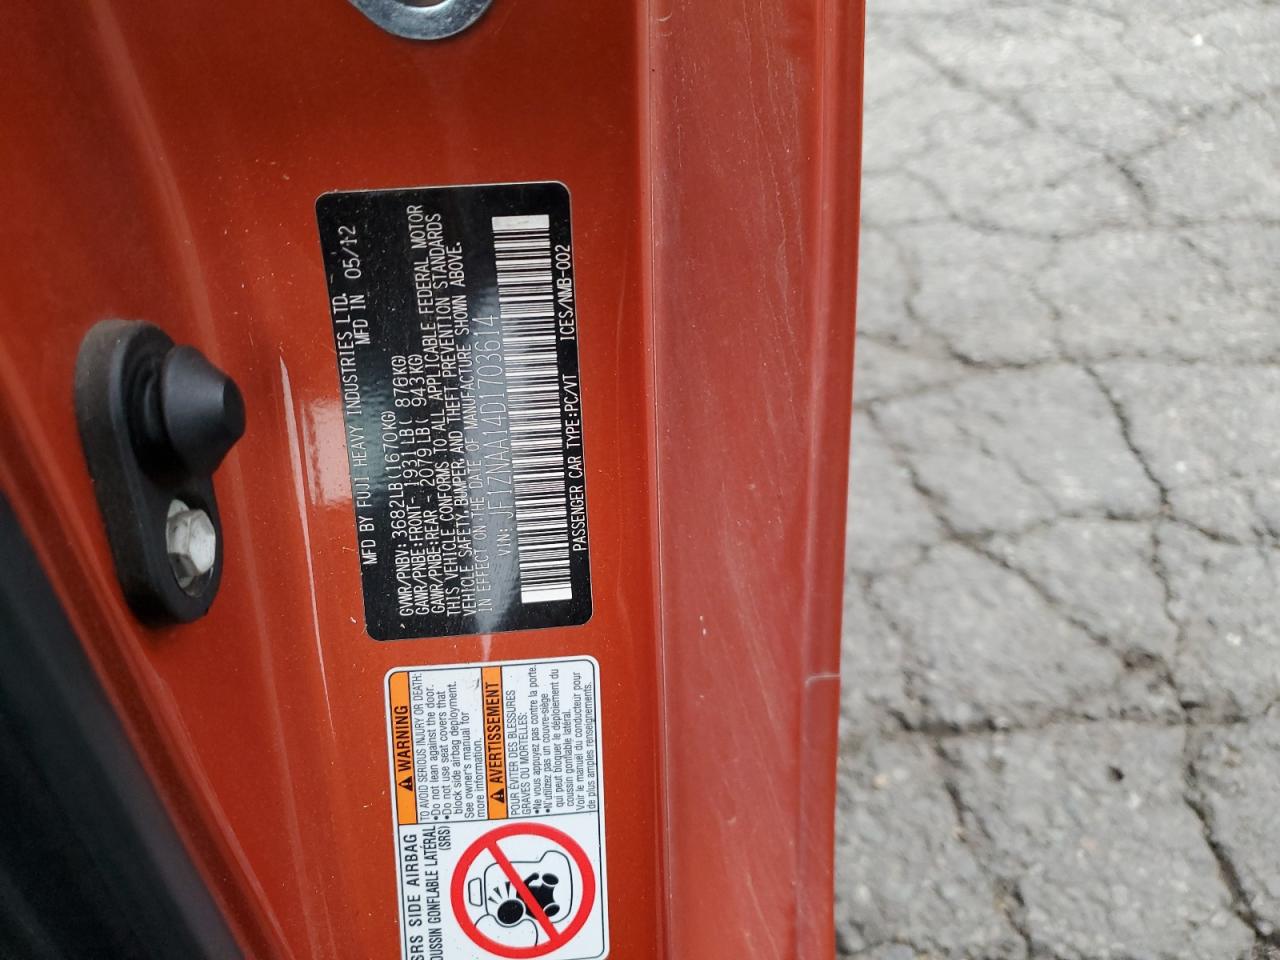 MFD BY FUJI HEAVY INDUSTRIES LTD.
MFD IN 05/12
GVWR/PNBV: 3682LB (1670KG)
GAWR/PNBE:FRONT- 1931LB( 876KG)
GAWR/PNBE:REAR - 2079LB( 943KG)
THIS VEHICLE CONFORMS TO ALL APPLICABLE FEDERAL MOTOR
VEHICLE SAFETY,BUMPER, AND THEFT PREVENTION STANDARDS
IN EFFECT ON THE DATE OF MANUFACTURE SHOWN ABOVE.
VIN: JF1ZNAA14D1703614
PASSENGER CAR TYPE:PC/VT ICES/NMB-002
SRS SIDE AIRBAG
OUSSIN GONFLABLE LATÉRAL
(SRS)
⚠ WARNING
TO AVOID SERIOUS INJURY OR DEATH:
•Do not lean against the door.
•Do not use seat covers that
block side airbag deployment.
See owner's manual for
more information.
⚠ AVERTISSEMENT
POUR ÉVITER DES BLESSURES
GRAVES OU MORTELLES:
•Ne vous appuyez pas contre la porte.
•N'utilizez pas un couvre-siège
qui peut bloquer le déploiement du
coussin gonflable latéral.
Voir le manuel du conducteur pour
de plus amples renseignements.